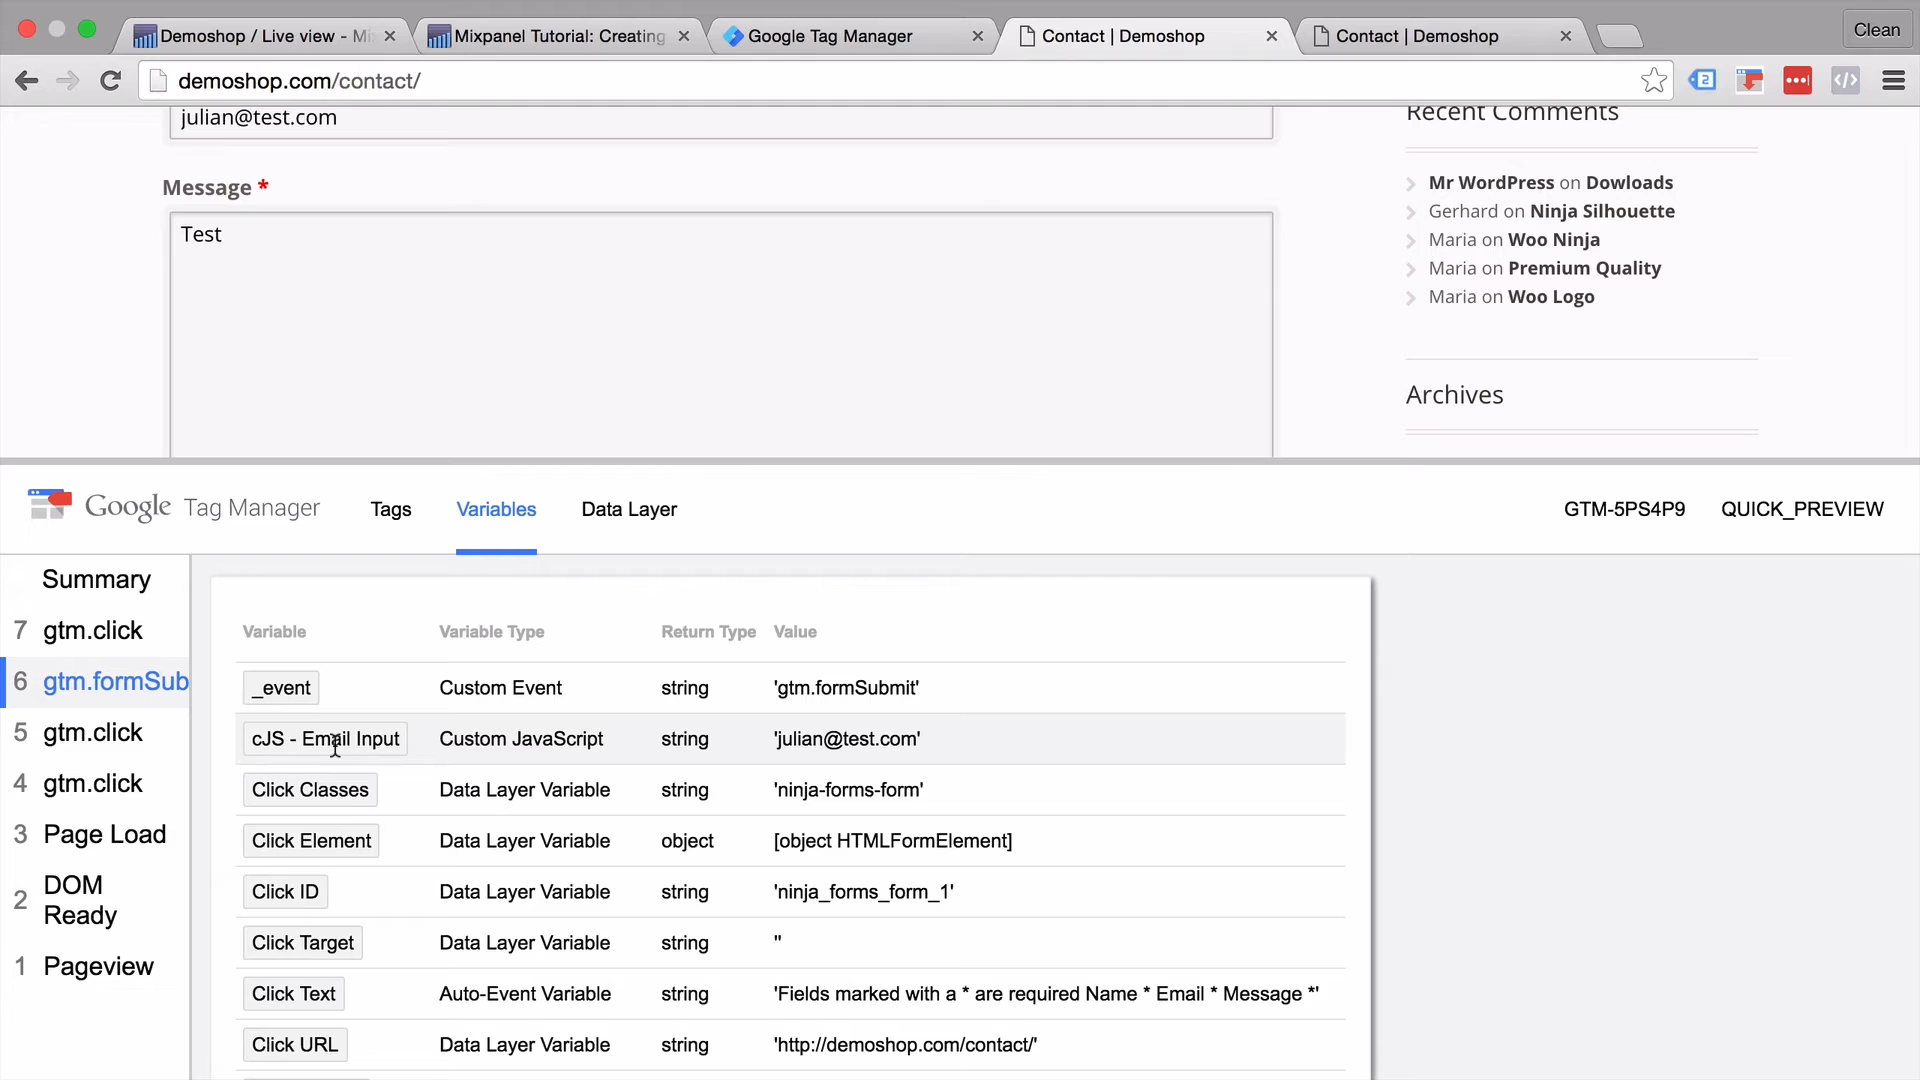 Demoshop / Live view - Mi
Mixpanel Tutorial: Creating
Google Tag Manager
Contact | Demoshop
Contact | Demoshop
Clean
demoshop.com/contact/
2
julian@test.com
Message *
Test
Recent Comments
Mr WordPress on Dowloads
Gerhard on Ninja Silhouette
Maria on Woo Ninja
Maria on Premium Quality
Maria on Woo Logo
Archives
Google Tag Manager
Tags
Variables
Data Layer
GTM-5PS4P9
QUICK_PREVIEW
Summary
7 gtm.click
6 gtm.formSub
5 gtm.click
4 gtm.click
3 Page Load
2 DOM Ready
1 Pageview
Variable Variable Type Return Type Value
_event Custom Event string 'gtm.formSubmit'
cJS - Email Input Custom JavaScript string 'julian@test.com'
Click Classes Data Layer Variable string 'ninja-forms-form'
Click Element Data Layer Variable object [object HTMLFormElement]
Click ID Data Layer Variable string 'ninja_forms_form_1'
Click Target Data Layer Variable string ''
Click Text Auto-Event Variable string 'Fields marked with a * are required Name * Email * Message *'
Click URL Data Layer Variable string 'http://demoshop.com/contact/'